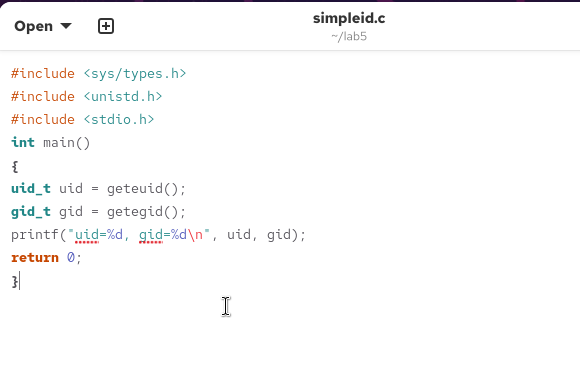 Open
simpleid.c
~/lab5
#include <sys/types.h>
#include <unistd.h>
#include <stdio.h>
int main()
{
uid_t uid = geteuid();
gid_t gid = getegid();
printf("uid=%d, gid=%d\n", uid, gid);
return 0;
}